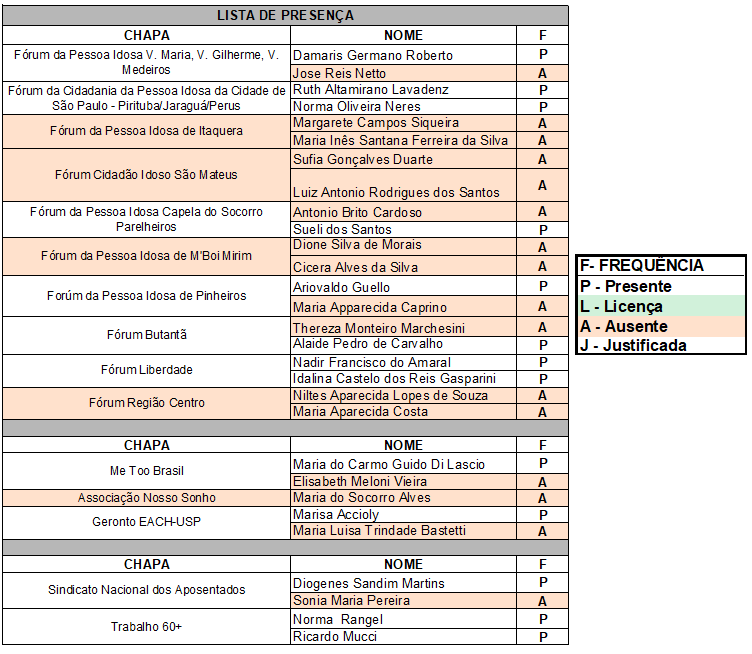 LISTA DE PRESENÇA
CHAPA NOME F
Fórum da Pessoa Idosa V. Maria, V. Gilherme, V. Medeiros
Damaris Germano Roberto P
Jose Reis Netto A
Fórum da Cidadania da Pessoa Idosa da Cidade de São Paulo - Pirituba/Jaraguá/Perus
Ruth Altamirano Lavadenz P
Norma Oliveira Neres P
Fórum da Pessoa Idosa de Itaquera
Margarete Campos Siqueira A
Maria Inês Santana Ferreira da Silva A
Fórum Cidadão Idoso São Mateus
Sufia Gonçalves Duarte A
Luiz Antonio Rodrigues dos Santos A
Fórum da Pessoa Idosa Capela do Socorro Parelheiros
Antonio Brito Cardoso A
Sueli dos Santos P
Fórum da Pessoa Idosa de M'Boi Mirim
Dione Silva de Morais A
Cicera Alves da Silva A
Forúm da Pessoa Idosa de Pinheiros
Ariovaldo Guello P
Maria Apparecida Caprino A
Fórum Butantã
Thereza Monteiro Marchesini A
Alaide Pedro de Carvalho P
Fórum Liberdade
Nadir Francisco do Amaral P
Idalina Castelo dos Reis Gasparini P
Fórum Região Centro
Niltes Aparecida Lopes de Souza A
Maria Aparecida Costa A
CHAPA NOME F
Me Too Brasil
Maria do Carmo Guido Di Lascio P
Elisabeth Meloni Vieira A
Associação Nosso Sonho
Maria do Socorro Alves A
Geronto EACH-USP
Marisa Accioly P
Maria Luisa Trindade Bastetti A
CHAPA NOME F
Sindicato Nacional dos Aposentados
Diogenes Sandim Martins P
Sonia Maria Pereira A
Trabalho 60+
Norma Rangel P
Ricardo Mucci P
F- FREQUÊNCIA
P - Presente
L - Licença
A - Ausente
J - Justificada